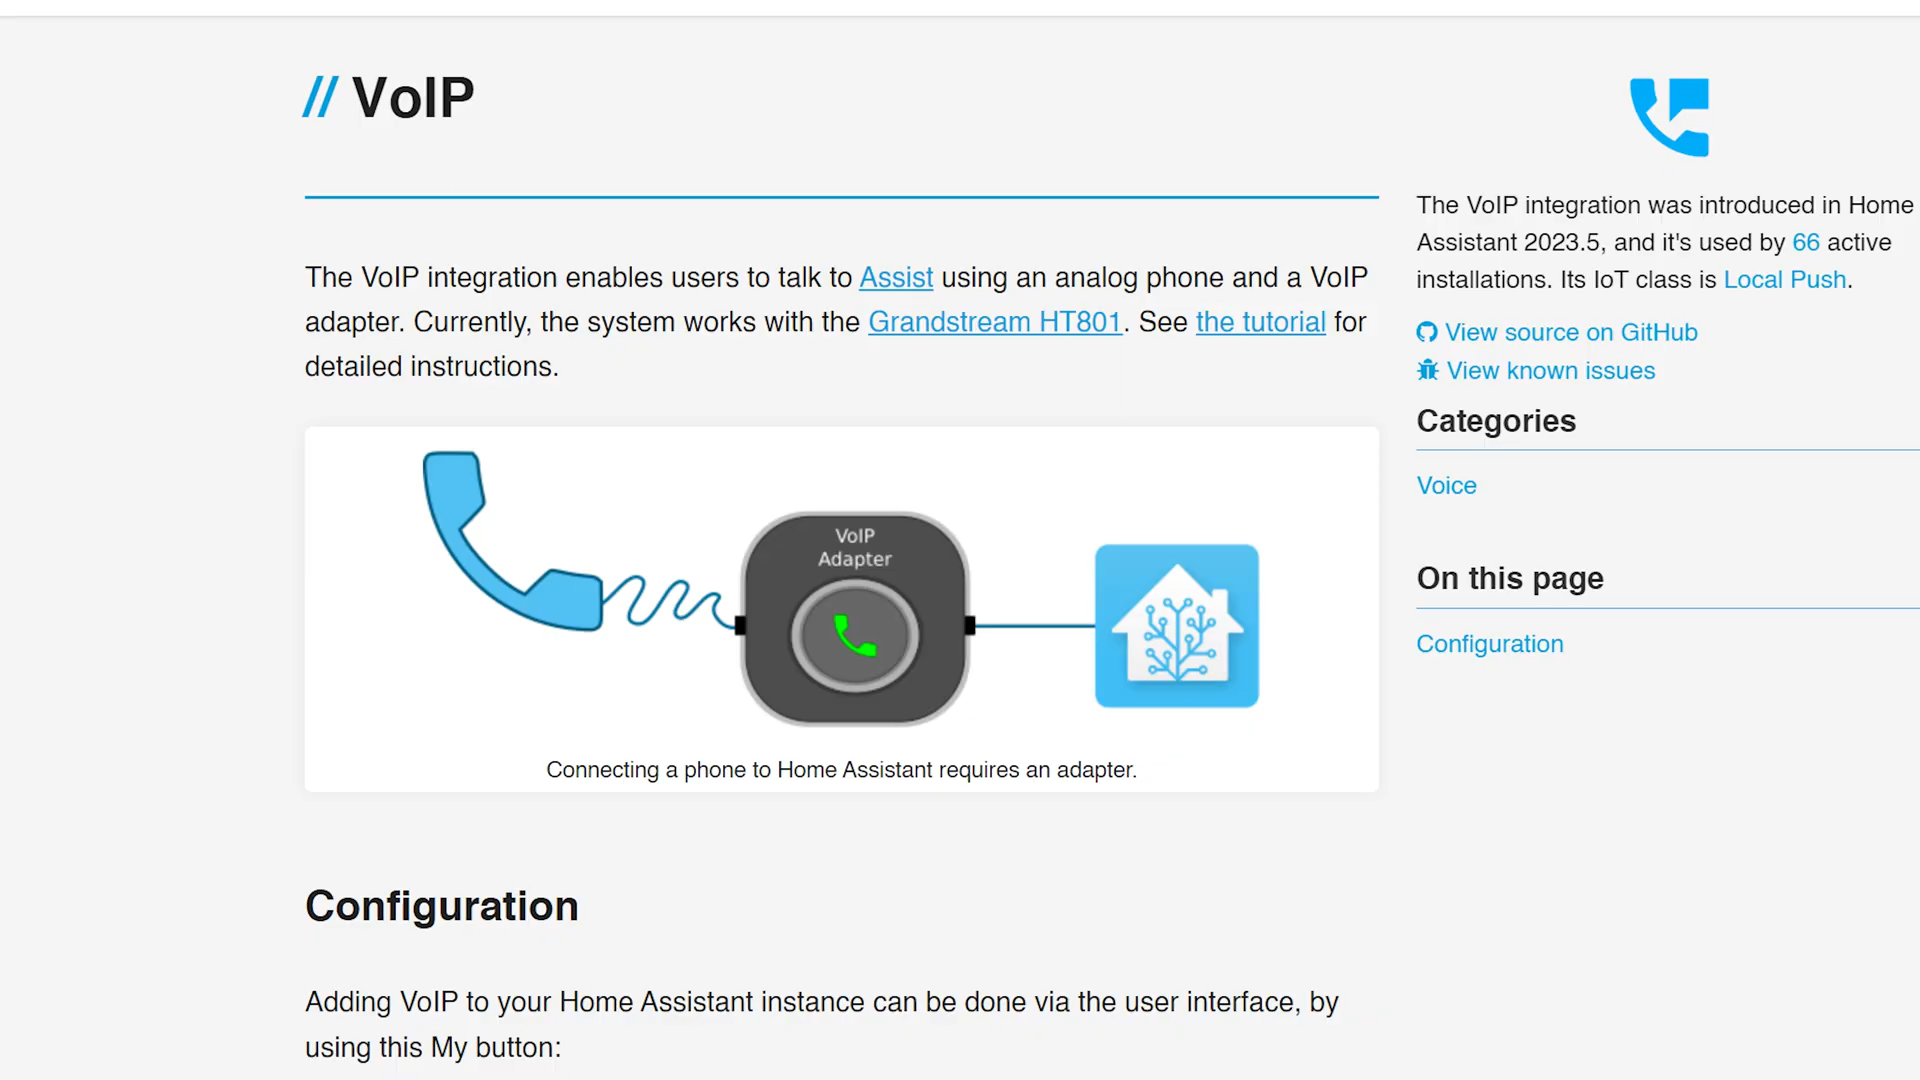 // VoIP
The VoIP integration enables users to talk to Assist using an analog phone and a VoIP
adapter. Currently, the system works with the Grandstream HT801. See the tutorial for
detailed instructions.
VoIP
Adapter
Connecting a phone to Home Assistant requires an adapter.
Configuration
Adding VoIP to your Home Assistant instance can be done via the user interface, by
using this My button:
The VoIP integration was introduced in Home
Assistant 2023.5, and it's used by 66 active
installations. Its IoT class is Local Push.
View source on GitHub
View known issues
Categories
Voice
On this page
Configuration